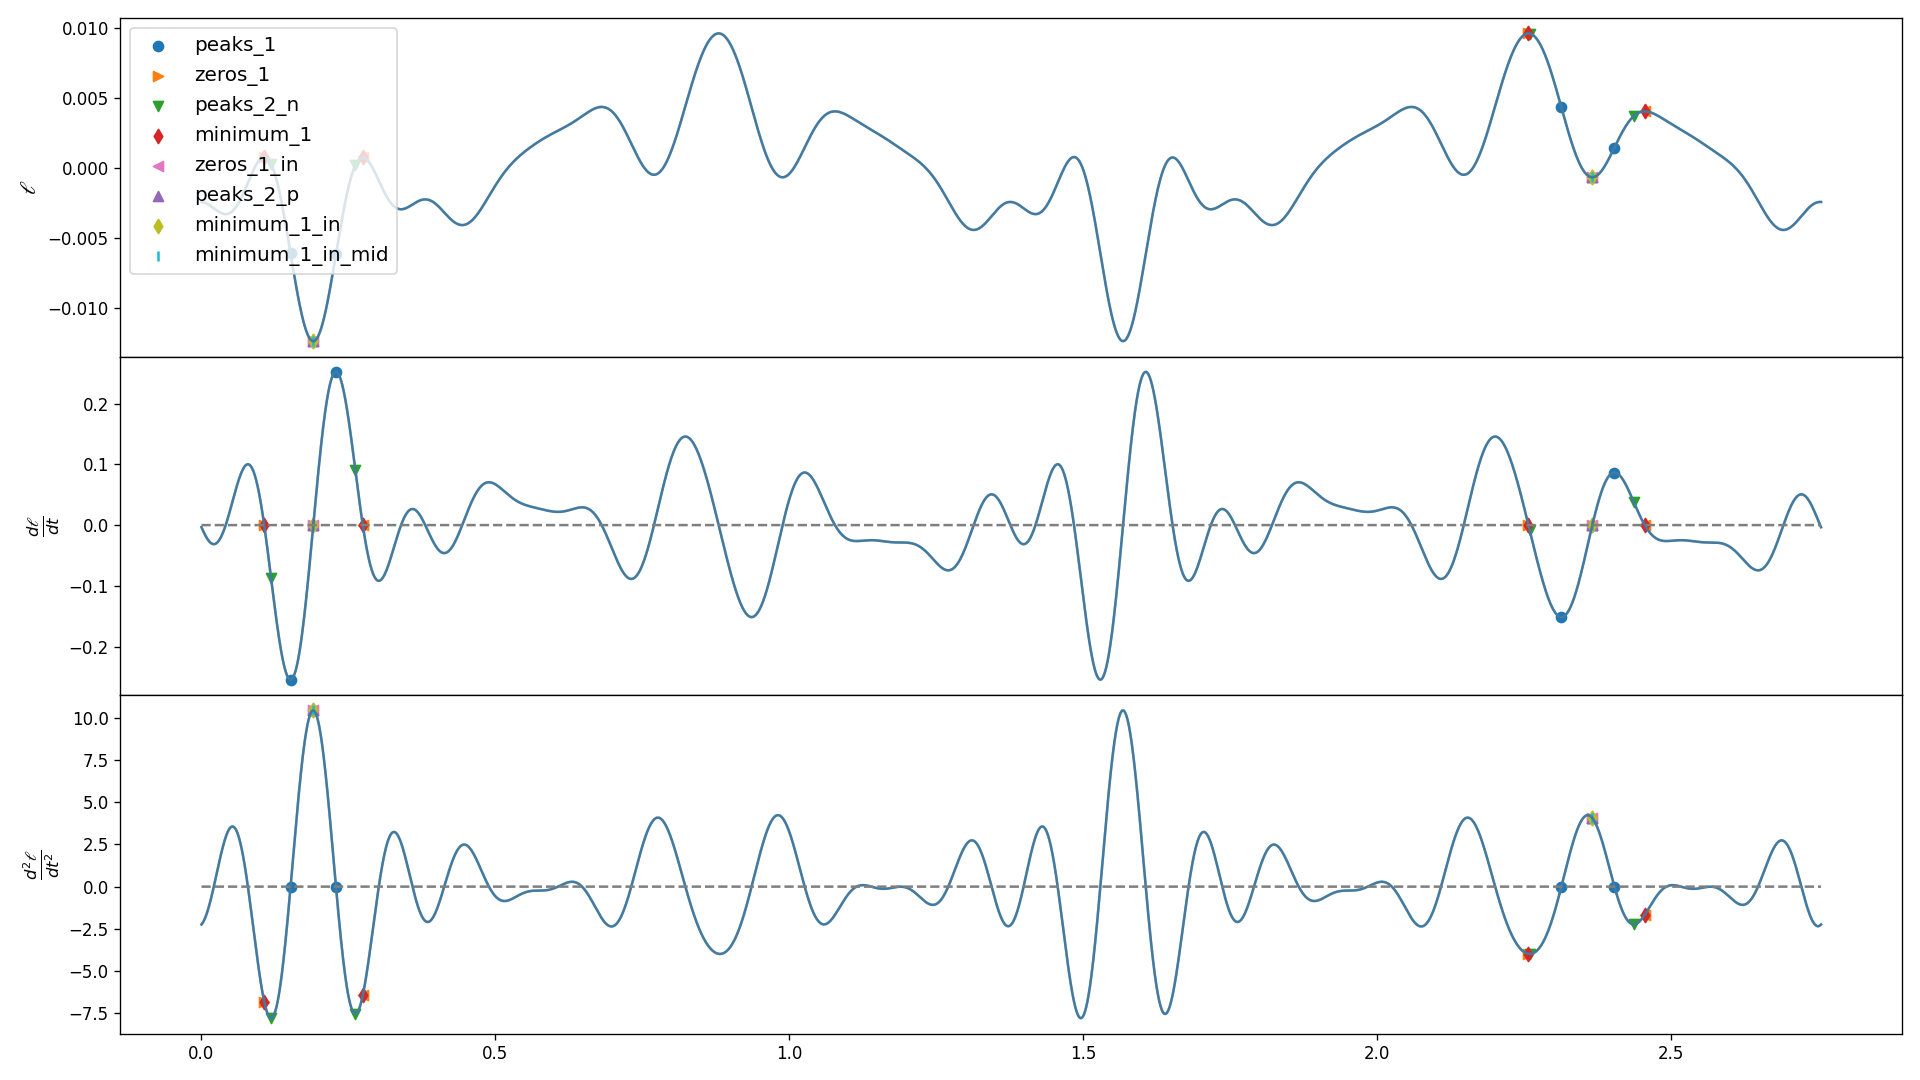 0.010
0.005
0.000
−0.005
−0.010
ℓ
peaks_1
zeros_1
peaks_2_n
minimum_1
zeros_1_in
peaks_2_p
minimum_1_in
minimum_1_in_mid
0.2
0.1
0.0
−0.1
−0.2
dℓ
dt
10.0
7.5
5.0
2.5
0.0
−2.5
−5.0
−7.5
d²ℓ
dt²
0.0 0.5 1.0 1.5 2.0 2.5